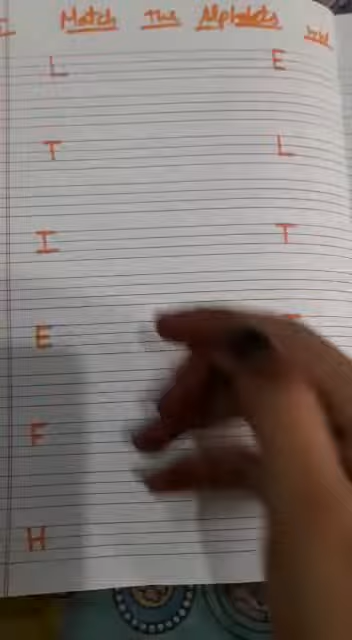 Match The Alphabets
L E
T L
I T
E
F
H